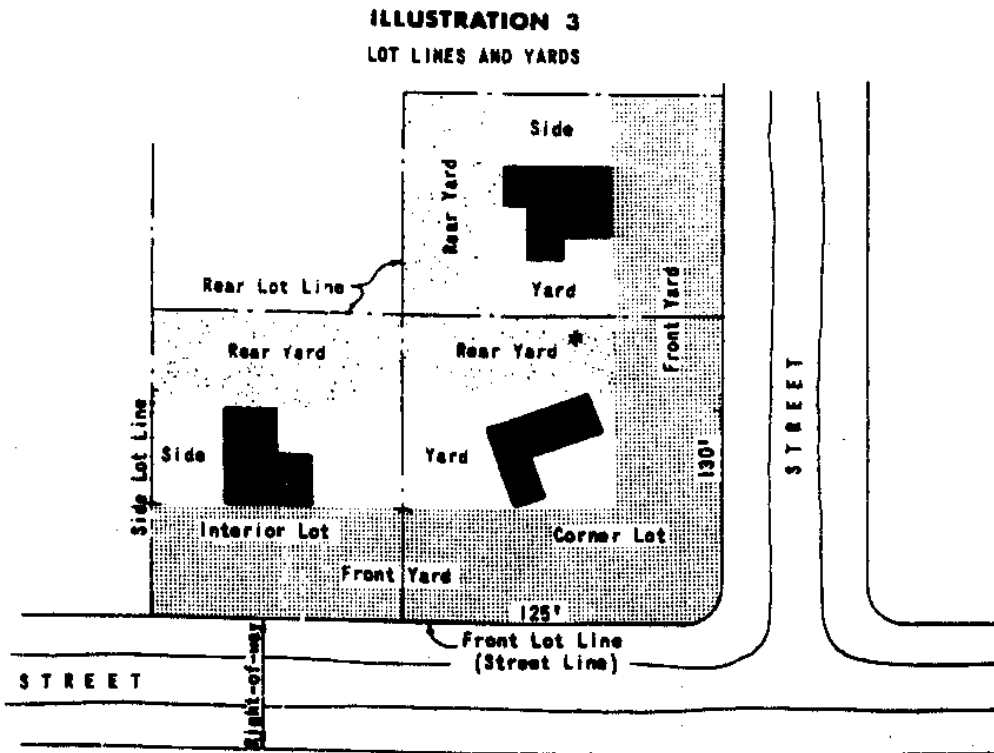 ILLUSTRATION 3
LOT LINES AND YARDS
Side
Rear Yard
Yard
Front Yard
Rear Lot Line
Rear Yard
Rear Yard *
Side Lot Line
Side
Yard
130'
STREET
Interior Lot
Corner Lot
Front Yard
125'
Front Lot Line
(Street Line)
STREET
Right-of-way